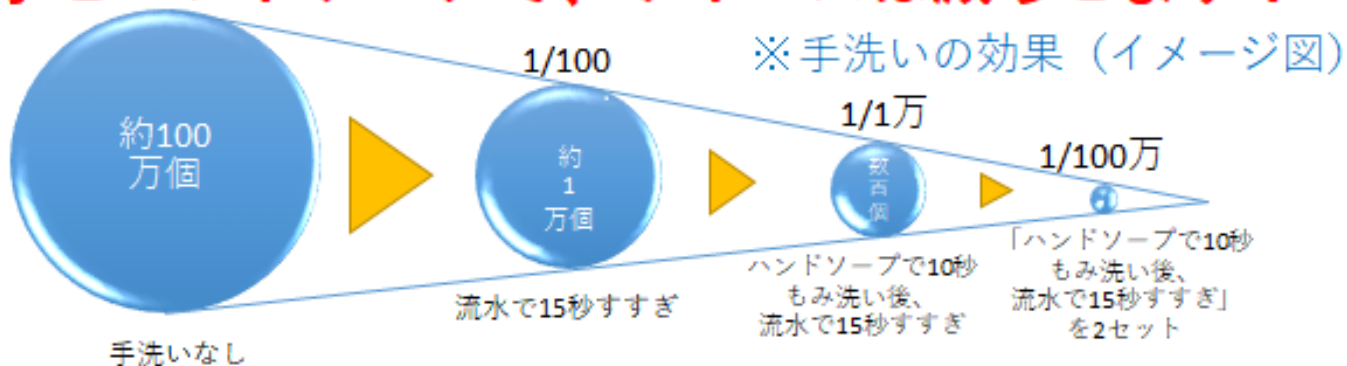 ※手洗いの効果（イメージ図）
1/100
1/1万
1/100万
約100
万個
約
1
万個
数
百
個
手洗いなし
流水で15秒すすぎ
ハンドソープで10秒
もみ洗い後、
流水で15秒すすぎ
「ハンドソープで10秒
もみ洗い後、
流水で15秒すすぎ」
を2セット